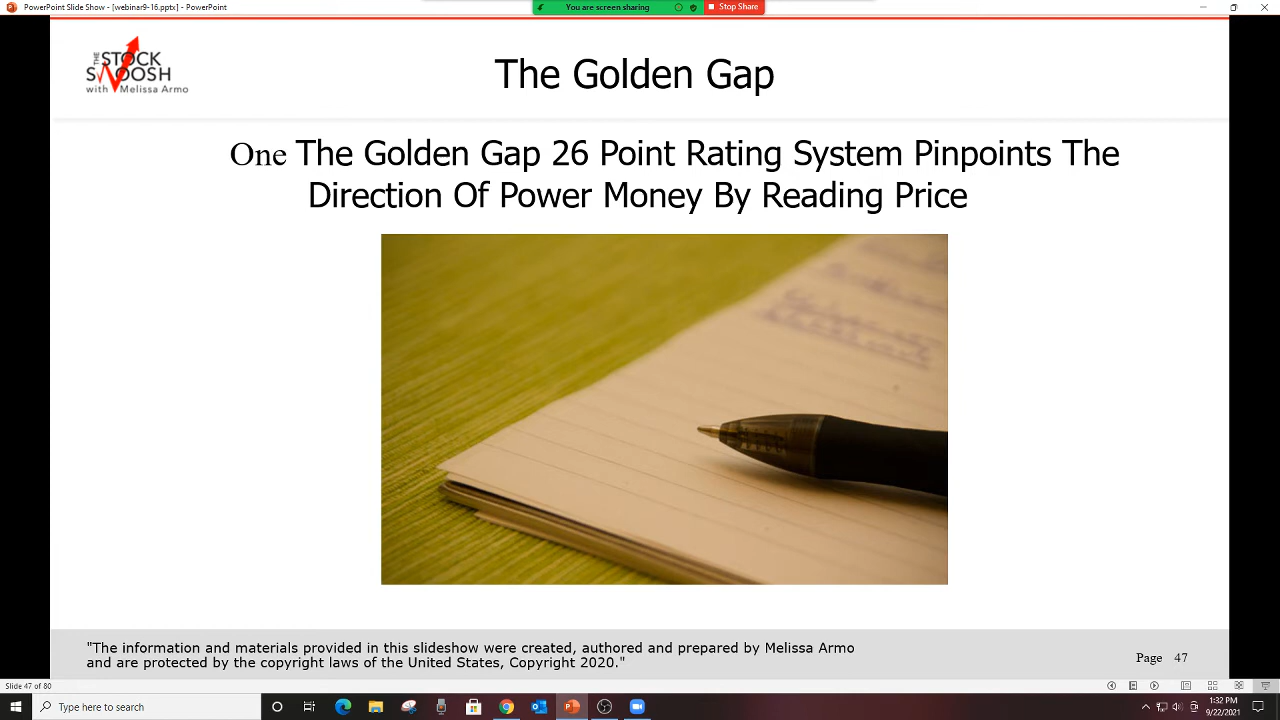 PowerPoint Slide Show - [webinar9-16.pptx] - PowerPoint
You are screen sharing
Stop Share
THE
STOCK
SWOOSH
with Melissa Armo
The Golden Gap
One The Golden Gap 26 Point Rating System Pinpoints The
Direction Of Power Money By Reading Price
"The information and materials provided in this slideshow were created, authored and prepared by Melissa Armo
and are protected by the copyright laws of the United States, Copyright 2020."
Page 47
Slide 47 of 80
Type here to search
1:32 PM
9/22/2021